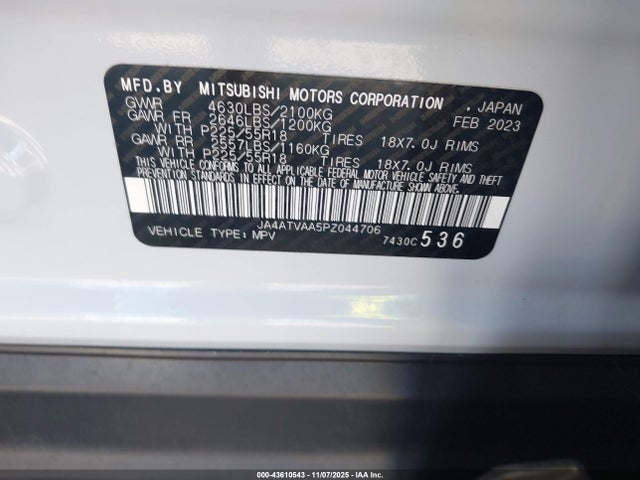 MFD.BY MITSUBISHI MOTORS CORPORATION , JAPAN
GVWR 4630LBS/2100KG FEB 2023
GAWR FR 2646LBS/1200KG
WITH P225/55R18 TIRES 18X7.0J RIMS
GAWR RR 2557LBS/1160KG
WITH P225/55R18 TIRES 18X7.0J RIMS
THIS VEHICLE CONFORMS TO ALL APPLICABLE FEDERAL MOTOR VEHICLE SAFETY AND THEFT
PREVENTION STANDARDS IN EFFECT ON THE DATE OF MANUFACTURE SHOWN ABOVE.
JA4ATVAA5PZ044706
VEHICLE TYPE: MPV 7430C 536
000-43610543 - 11/07/2025 - IAA Inc.